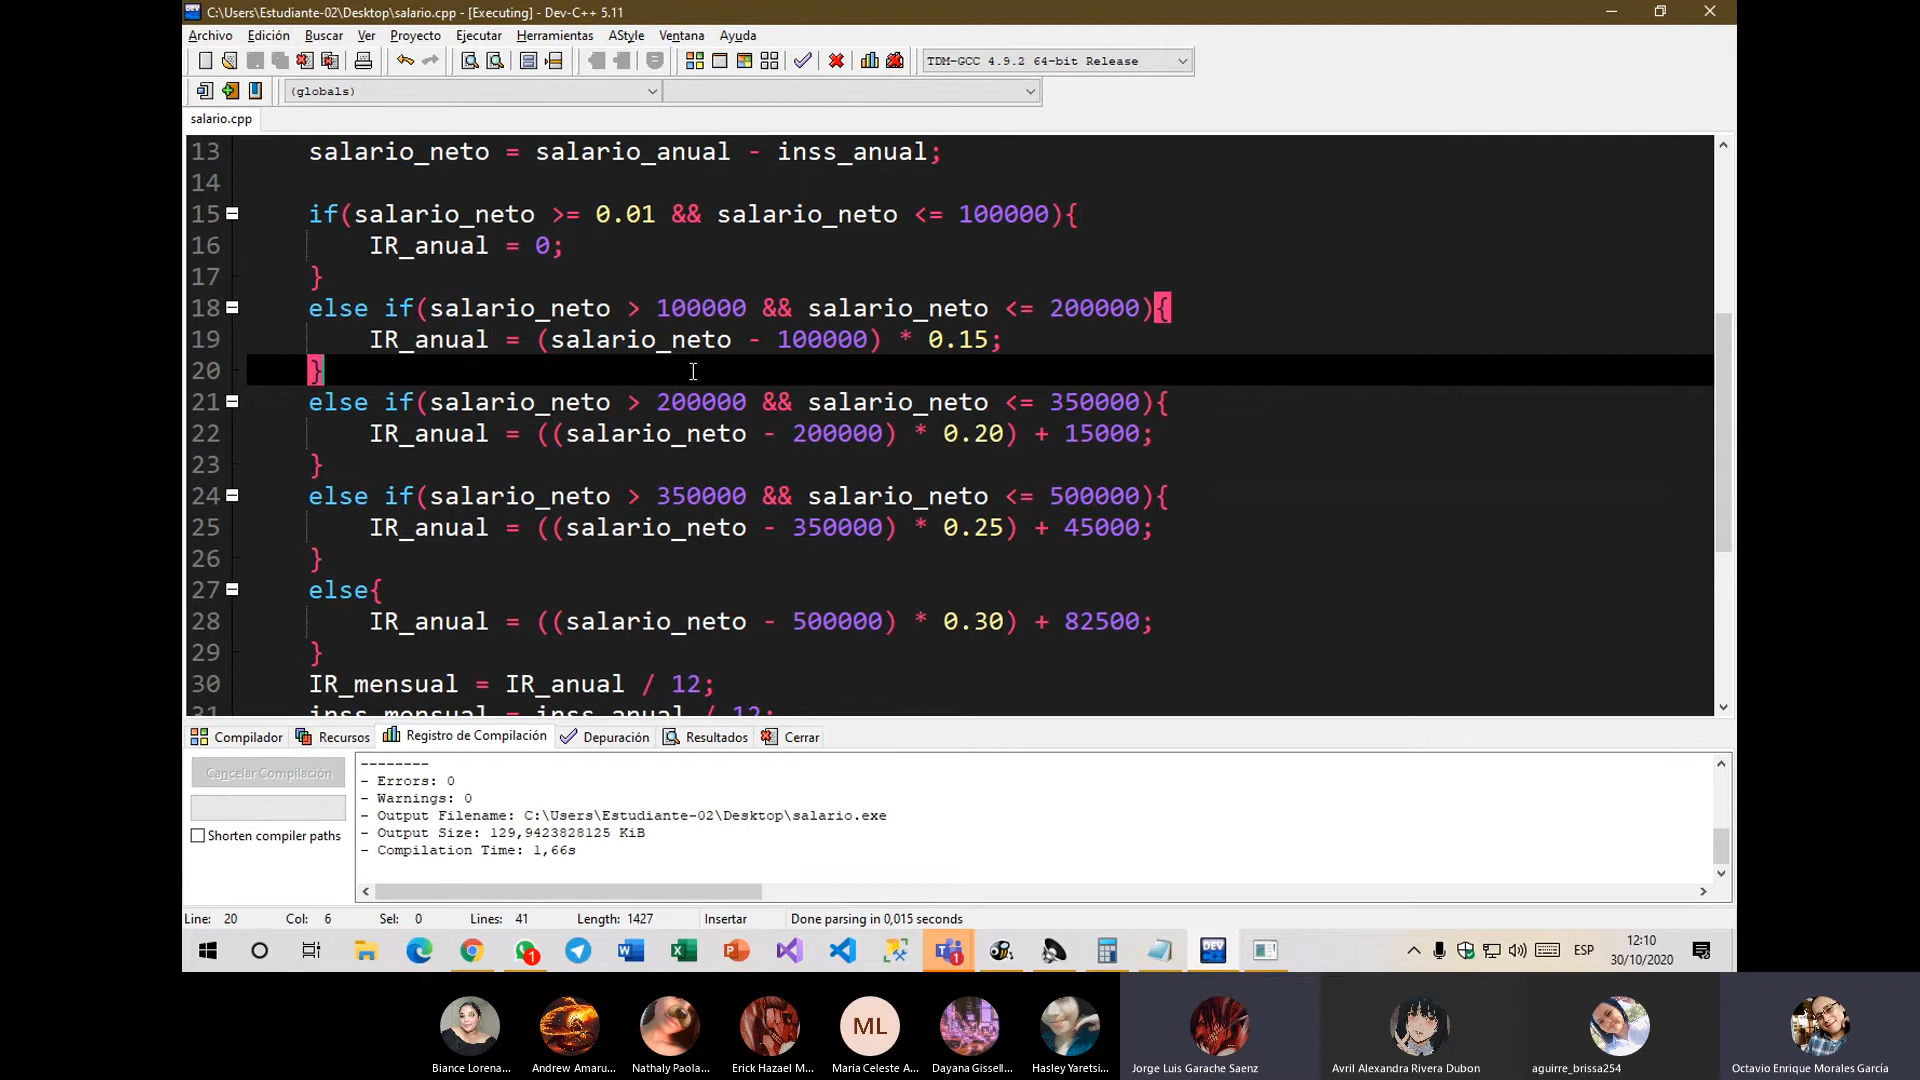 C:\Users\Estudiante-02\Desktop\salario.cpp - [Executing] - Dev-C++ 5.11
Archivo Edición Buscar Ver Proyecto Ejecutar Herramientas AStyle Ventana Ayuda
TDM-GCC 4.9.2 64-bit Release
(globals)
salario.cpp
13 salario_neto = salario_anual - inss_anual;
14
15 if(salario_neto >= 0.01 && salario_neto <= 100000){
16 IR_anual = 0;
17 }
18 else if(salario_neto > 100000 && salario_neto <= 200000){
19 IR_anual = (salario_neto - 100000) * 0.15;
20 }
21 else if(salario_neto > 200000 && salario_neto <= 350000){
22 IR_anual = ((salario_neto - 200000) * 0.20) + 15000;
23 }
24 else if(salario_neto > 350000 && salario_neto <= 500000){
25 IR_anual = ((salario_neto - 350000) * 0.25) + 45000;
26 }
27 else{
28 IR_anual = ((salario_neto - 500000) * 0.30) + 82500;
29 }
30 IR_mensual = IR_anual / 12;
31 inss_mensual = inss_anual / 12;
Compilador Recursos Registro de Compilación Depuración Resultados Cerrar
Cancelar Compilación
Shorten compiler paths
--------
- Errors: 0
- Warnings: 0
- Output Filename: C:\Users\Estudiante-02\Desktop\salario.exe
- Output Size: 129,9423828125 KiB
- Compilation Time: 1,66s
Line: 20 Col: 6 Sel: 0 Lines: 41 Length: 1427 Insertar Done parsing in 0,015 seconds
ESP
12:10
30/10/2020
ML
Biance Lorena... Andrew Amaru... Nathaly Paola... Erick Hazael M... Maria Celeste A... Dayana Gissell... Hasley Yaretsi... Jorge Luis Garache Saenz Avril Alexandra Rivera Dubon aguirre_brissa254 Octavio Enrique Morales García